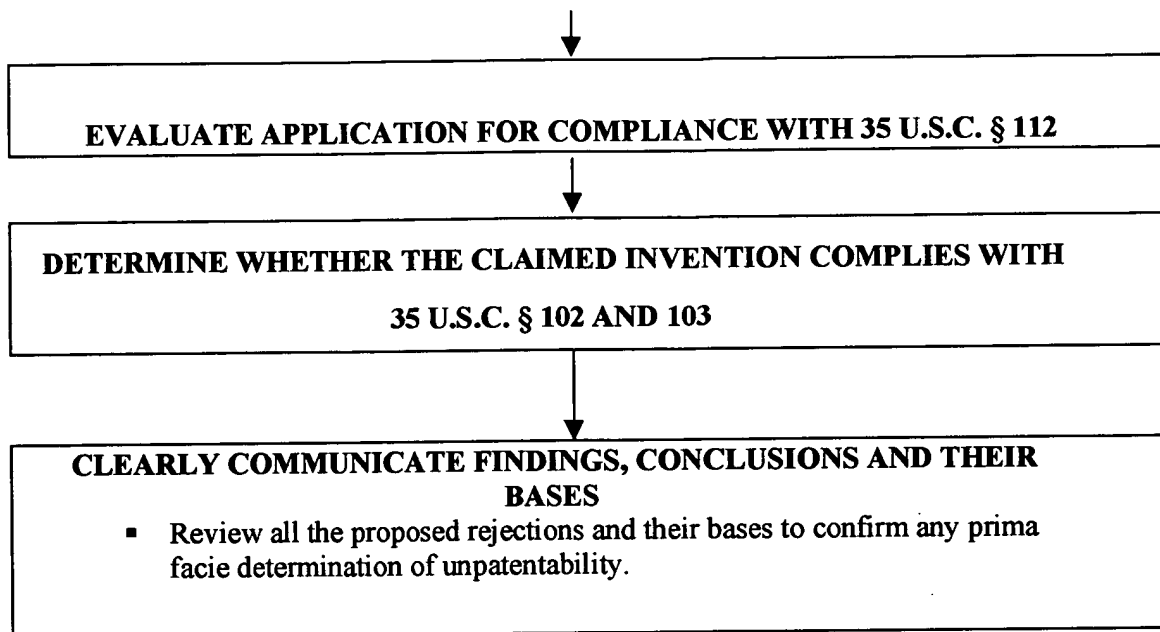 EVALUATE APPLICATION FOR COMPLIANCE WITH 35 U.S.C. § 112
DETERMINE WHETHER THE CLAIMED INVENTION COMPLIES WITH
35 U.S.C. § 102 AND 103
CLEARLY COMMUNICATE FINDINGS, CONCLUSIONS AND THEIR
BASES
▪ Review all the proposed rejections and their bases to confirm any prima
facie determination of unpatentability.